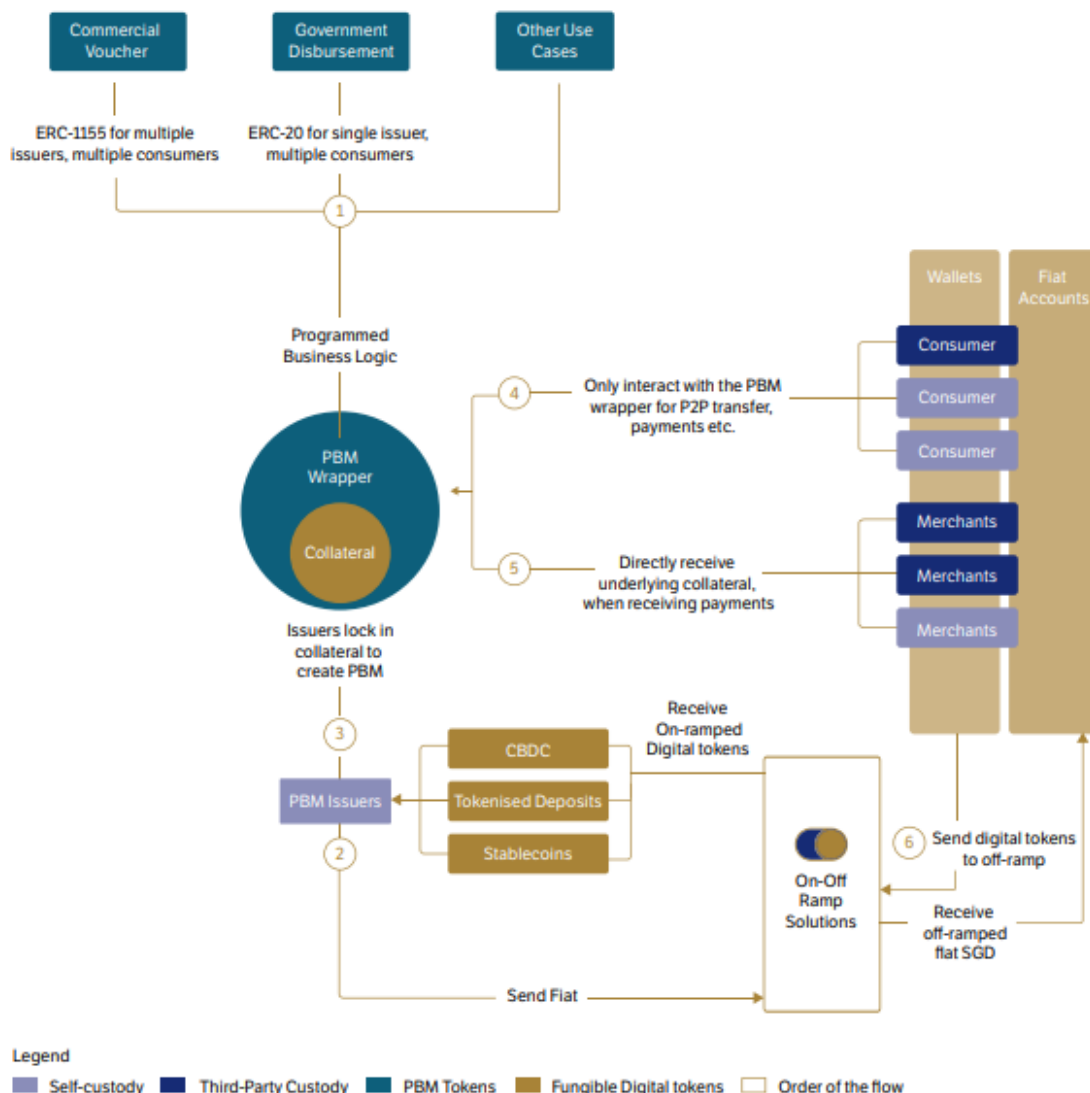 Commercial
Voucher
Government
Disbursement
Other Use
Cases
ERC-1155 for multiple
issuers, multiple consumers
ERC-20 for single issuer,
multiple consumers
1
Programmed
Business Logic
Wallets
Fiat
Accounts
Consumer
Consumer
Consumer
4
Only interact with the PBM
wrapper for P2P transfer,
payments etc.
PBM
Wrapper
Collateral
Merchants
Merchants
Merchants
5
Directly receive
underlying collateral,
when receiving payments
Issuers lock in
collateral to
create PBM
3
PBM Issuers
2
CBDC
Tokenised Deposits
Stablecoins
Receive
On-ramped
Digital tokens
On-Off
Ramp
Solutions
6
Send digital tokens
to off-ramp
Receive
off-ramped
flat SGD
Send Fiat
Legend
Self-custody
Third-Party Custody
PBM Tokens
Fungible Digital tokens
Order of the flow